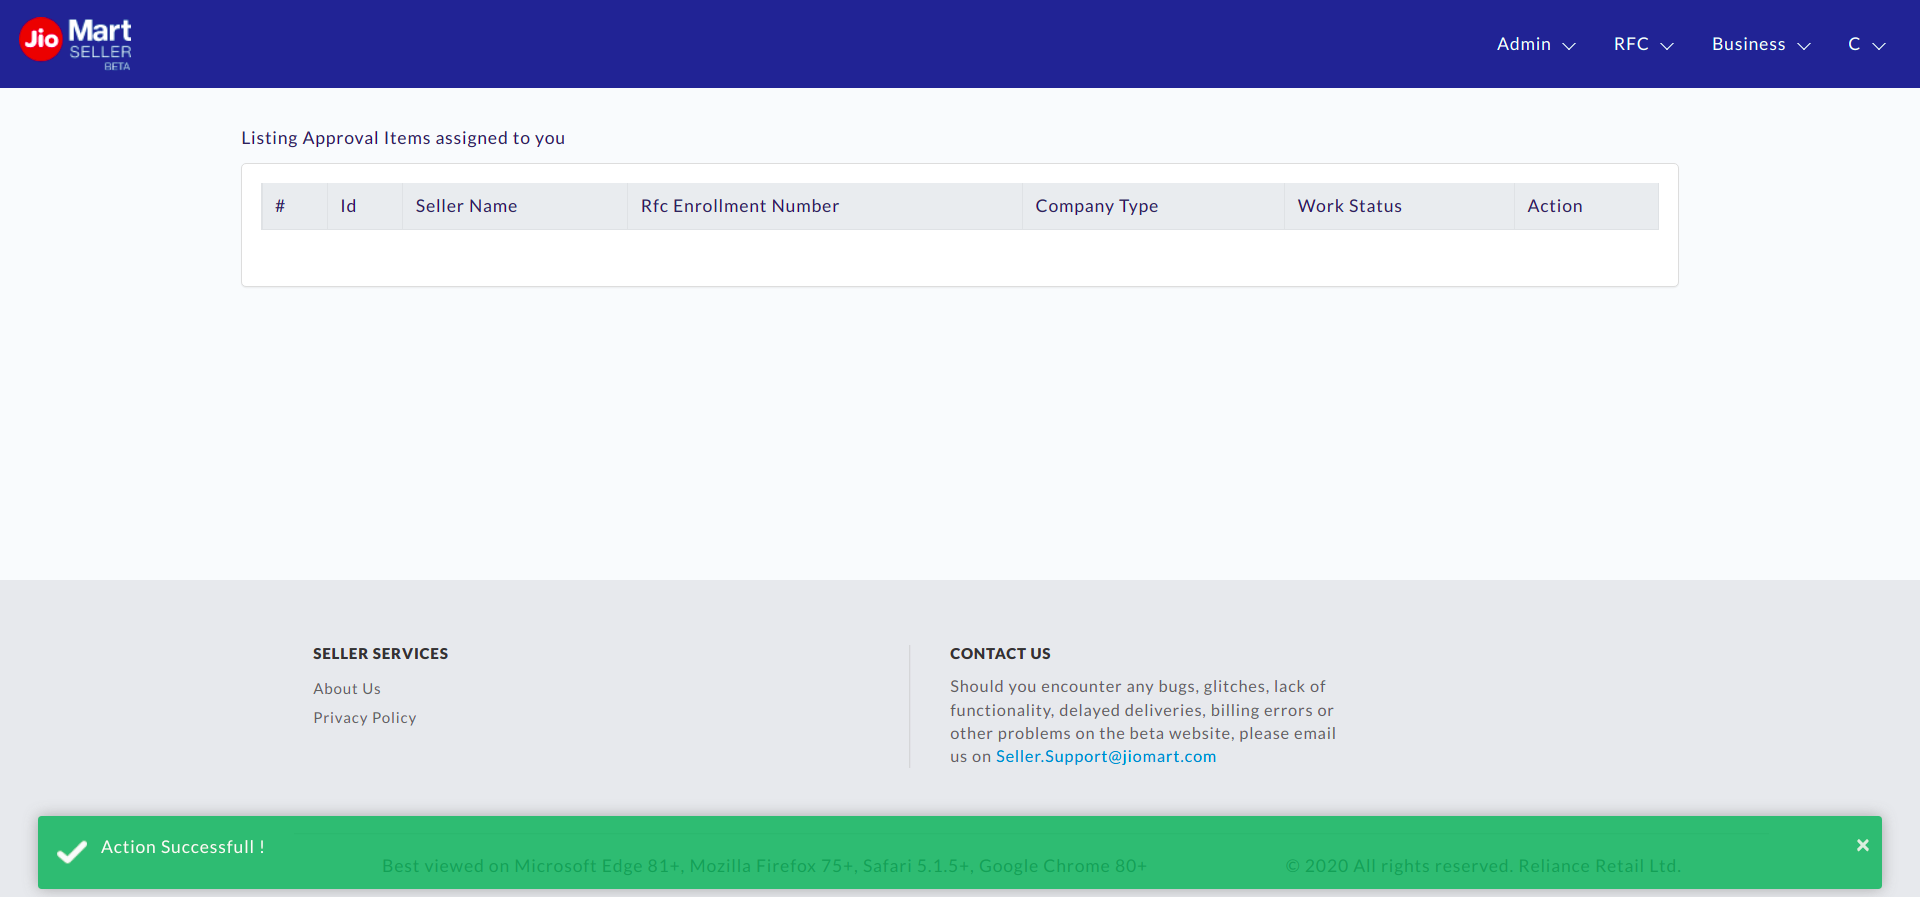 Jio Mart
SELLER
BETA
Admin RFC Business C
Listing Approval Items assigned to you
# Id Seller Name Rfc Enrollment Number Company Type Work Status Action
SELLER SERVICES
About Us
Privacy Policy
CONTACT US
Should you encounter any bugs, glitches, lack of
functionality, delayed deliveries, billing errors or
other problems on the beta website, please email
us on Seller.Support@jiomart.com
Action Successfull !
×
Best viewed on Microsoft Edge 81+, Mozilla Firefox 75+, Safari 5.1.5+, Google Chrome 80+ © 2020 All rights reserved. Reliance Retail Ltd.